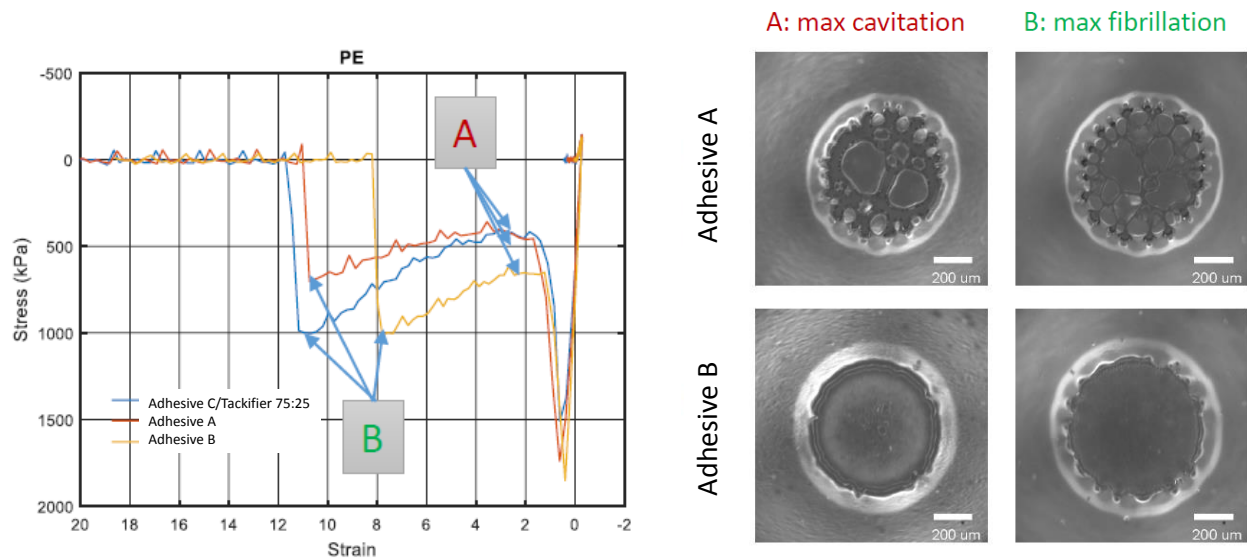 PE
-500
0
500
1000
1500
2000
Stress (kPa)
20 18 16 14 12 10 8 6 4 2 0 -2
Strain
Adhesive C/Tackifier 75:25
Adhesive A
Adhesive B
A
B
A: max cavitation
B: max fibrillation
Adhesive A
200 um
200 um
Adhesive B
200 um
200 um